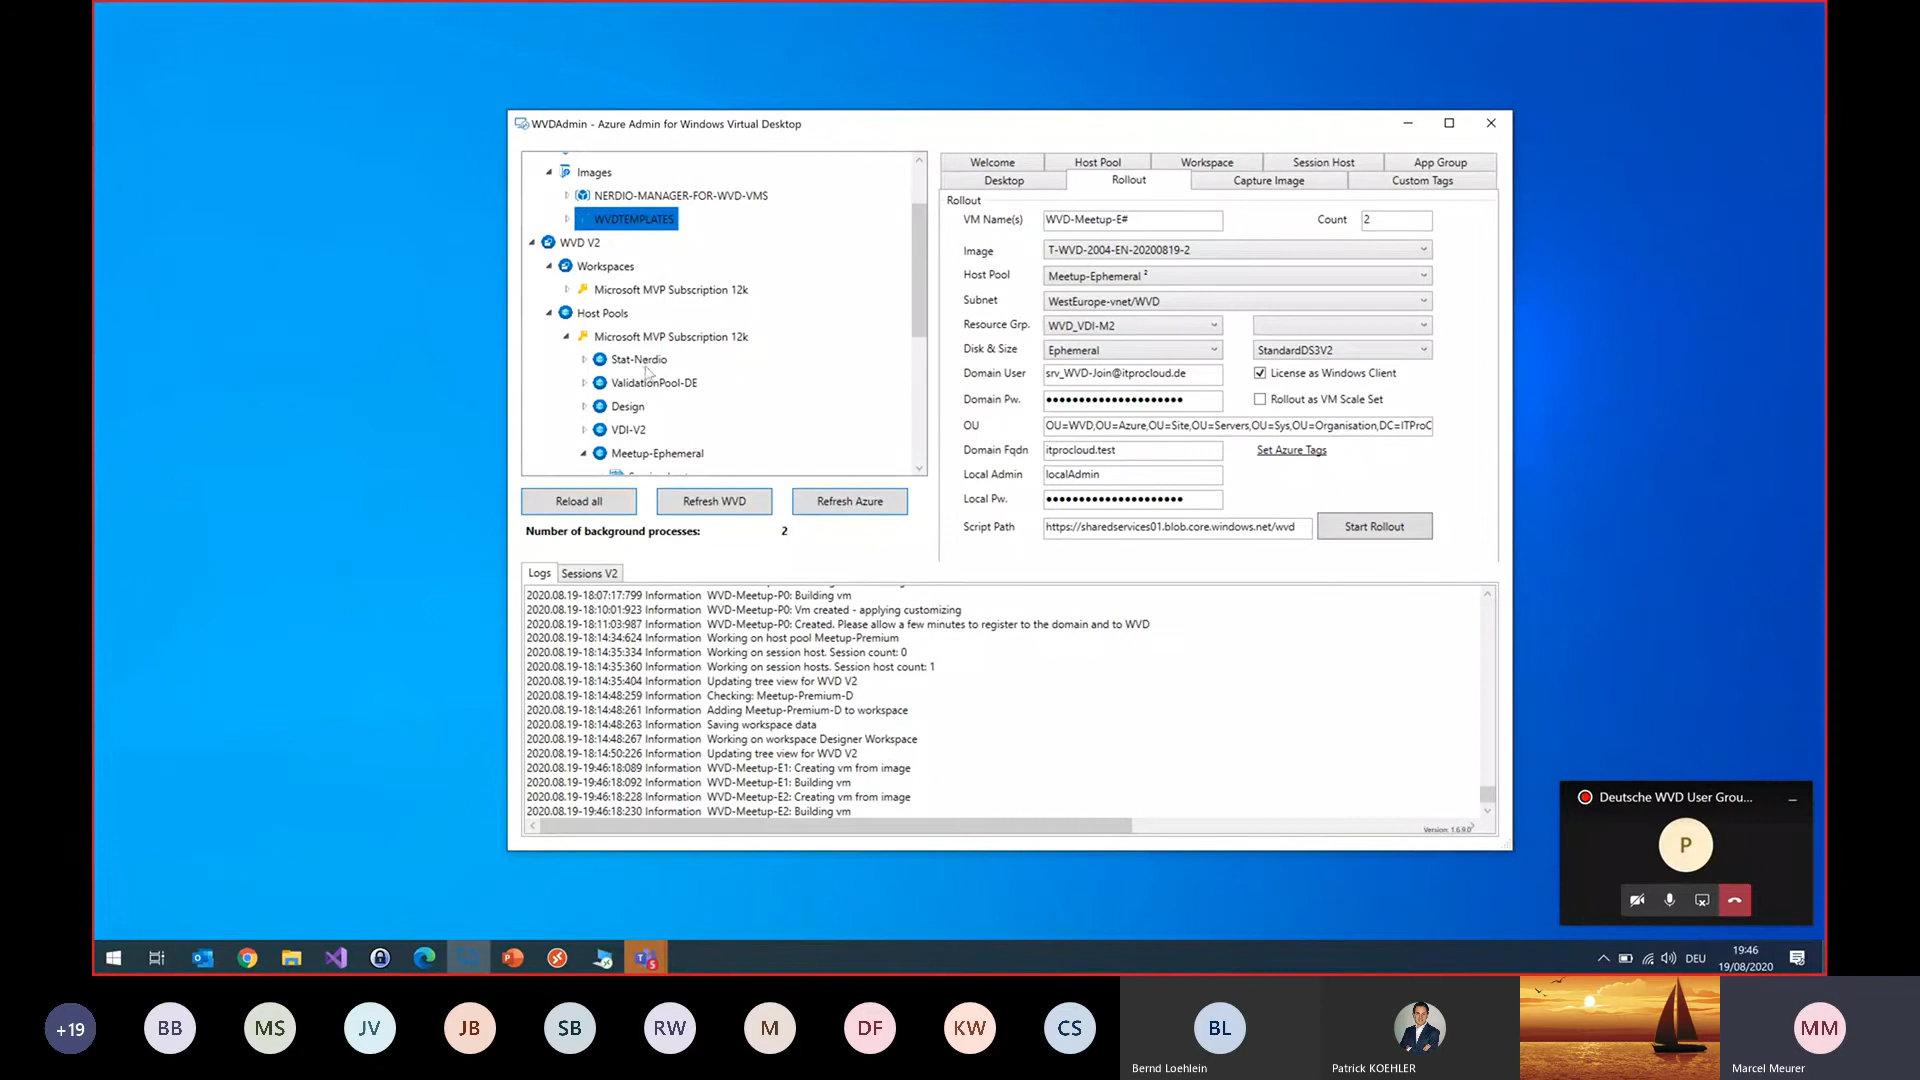 WVDAdmin - Azure Admin for Windows Virtual Desktop
Images
NERDIO-MANAGER-FOR-WVD-VMS
WVDTEMPLATES
WVD V2
Workspaces
Microsoft MVP Subscription 12k
Host Pools
Microsoft MVP Subscription 12k
Stat-Nerdio
ValidationPool-DE
Design
VDI-V2
Meetup-Ephemeral
Reload all
Refresh WVD
Refresh Azure
Number of background processes: 2
Welcome
Host Pool
Workspace
Session Host
App Group
Desktop
Rollout
Capture Image
Custom Tags
Rollout
VM Name(s) WVD-Meetup-E# Count 2
Image T-WVD-2004-EN-20200819-2
Host Pool Meetup-Ephemeral ²
Subnet WestEurope-vnet/WVD
Resource Grp. WVD_VDI-M2
Disk & Size Ephemeral StandardDS3V2
Domain User srv_WVD-Join@itprocloud.de License as Windows Client
Domain Pw. ●●●●●●●●●●●●●●●●●●●●● Rollout as VM Scale Set
OU OU=WVD,OU=Azure,OU=Site,OU=Servers,OU=Sys,OU=Organisation,DC=ITProC
Domain Fqdn itprocloud.test Set Azure Tags
Local Admin localAdmin
Local Pw. ●●●●●●●●●●●●●●●●●●●●●
Script Path https://sharedservices01.blob.core.windows.net/wvd Start Rollout
Logs
Sessions V2
2020.08.19-18:07:17:799 Information WVD-Meetup-P0: Building vm
2020.08.19-18:10:01:923 Information WVD-Meetup-P0: Vm created - applying customizing
2020.08.19-18:11:03:987 Information WVD-Meetup-P0: Created. Please allow a few minutes to register to the domain and to WVD
2020.08.19-18:14:34:624 Information Working on host pool Meetup-Premium
2020.08.19-18:14:35:334 Information Working on session host. Session count: 0
2020.08.19-18:14:35:360 Information Working on session hosts. Session host count: 1
2020.08.19-18:14:35:404 Information Updating tree view for WVD V2
2020.08.19-18:14:48:259 Information Checking: Meetup-Premium-D
2020.08.19-18:14:48:261 Information Adding Meetup-Premium-D to workspace
2020.08.19-18:14:48:263 Information Saving workspace data
2020.08.19-18:14:48:267 Information Working on workspace Designer Workspace
2020.08.19-18:14:50:226 Information Updating tree view for WVD V2
2020.08.19-19:46:18:089 Information WVD-Meetup-E1: Creating vm from image
2020.08.19-19:46:18:092 Information WVD-Meetup-E1: Building vm
2020.08.19-19:46:18:228 Information WVD-Meetup-E2: Creating vm from image
2020.08.19-19:46:18:230 Information WVD-Meetup-E2: Building vm
Version: 1.6.9.0
Deutsche WVD User Grou...
P
DEU
19:46
19/08/2020
+19
BB
MS
JV
JB
SB
RW
M
DF
KW
CS
BL
Bernd Loehlein
Patrick KOEHLER
MM
Marcel Meurer